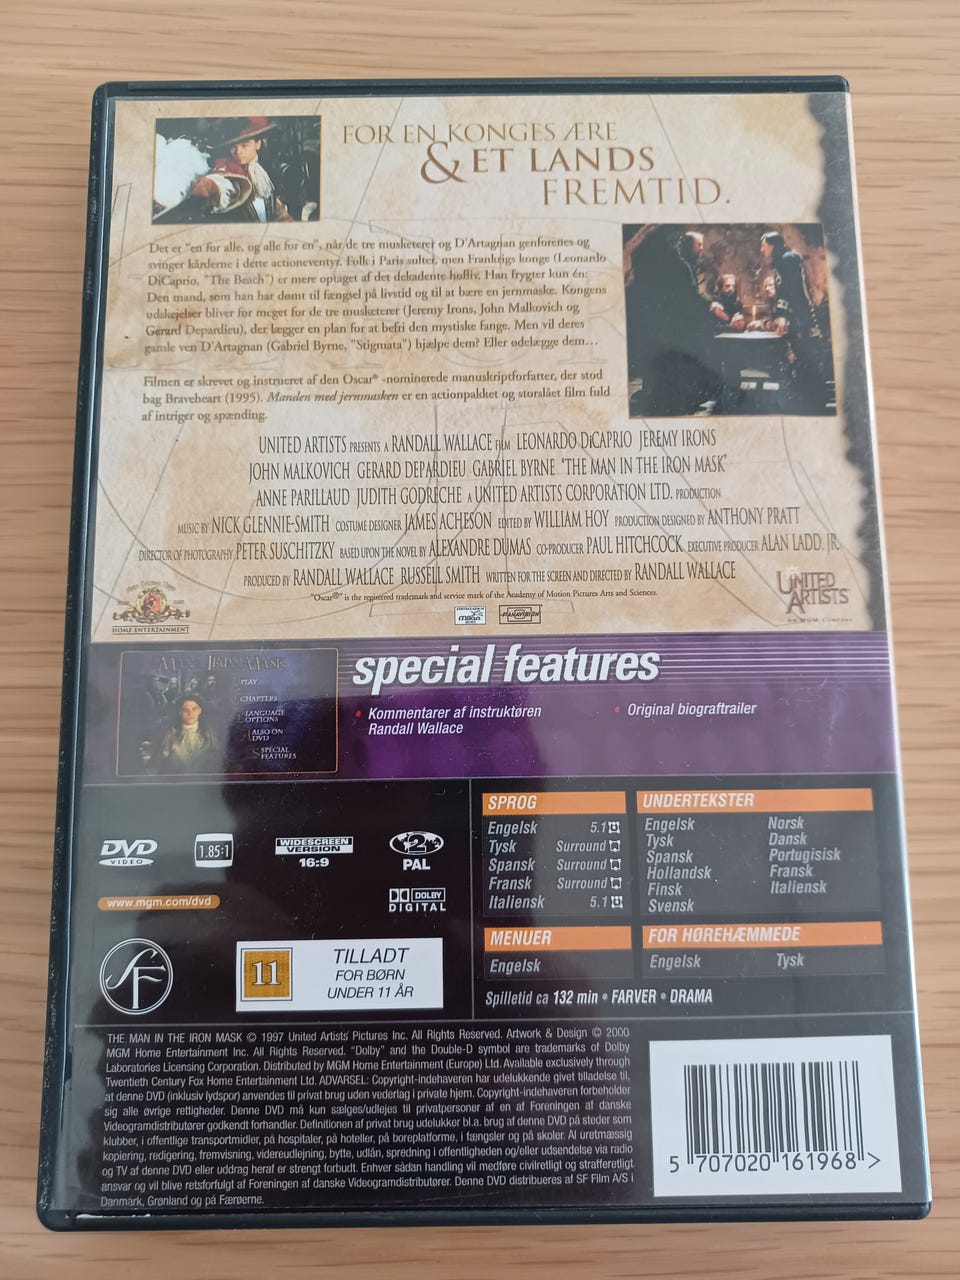 FOR EN KONGES ÆRE
& ET LANDS
FREMTID.
Det er "en for alle, og alle for en", når de tre musketerer og D'Artagnan genforenes og
svinger kårderne i dette actioneventyr. Folk i Paris sulter, men Frankrigs konge (Leonardo
DiCaprio, "The Beach") er mere optaget af det dekadente hofliv. Han frygter kun én:
Den mand, som han har dømt til fængsel på livstid og til at bære en jernmaske. Kongens
udskejelser bliver for meget for de tre musketerer (Jeremy Irons, John Malkovich og
Gerard Depardieu), der lægger en plan for at befri den mystiske fange. Men vil deres
gamle ven D'Artagnan (Gabriel Byrne, "Stigmata") hjælpe dem? Eller ødelægge dem...
Filmen er skrevet og instrueret af den Oscar® -nominerede manuskriptforfatter, der stod
bag Braveheart (1995). Manden med jernmasken er en actionpakket og storslået film fuld
af intriger og spænding.
UNITED ARTISTS PRESENTS A RANDALL WALLACE FILM LEONARDO DiCAPRIO JEREMY IRONS
JOHN MALKOVICH GERARD DEPARDIEU GABRIEL BYRNE "THE MAN IN THE IRON MASK"
ANNE PARILLAUD JUDITH GODRECHE A UNITED ARTISTS CORPORATION LTD. PRODUCTION
MUSIC BY NICK GLENNIE-SMITH COSTUME DESIGNER JAMES ACHESON EDITED BY WILLIAM HOY PRODUCTION DESIGNED BY ANTHONY PRATT
DIRECTOR OF PHOTOGRAPHY PETER SUSCHITZKY BASED UPON THE NOVEL BY ALEXANDRE DUMAS CO-PRODUCER PAUL HITCHCOCK EXECUTIVE PRODUCER ALAN LADD, JR.
PRODUCED BY RANDALL WALLACE RUSSELL SMITH WRITTEN FOR THE SCREEN AND DIRECTED BY RANDALL WALLACE
"Oscar®" is the registered trademark and service mark of the Academy of Motion Pictures Arts and Sciences.
HOME ENTERTAINMENT
PANAVISION
UNITED
ARTISTS
An MGM Company
MAN IRON MASK
PLAY
CHAPTERS
LANGUAGE
OPTIONS
ALSO ON
DVD
SPECIAL
FEATURES
special features
• Kommentarer af instruktøren
Randall Wallace
• Original biograftrailer
DVD
VIDEO
1.85:1
WIDESCREEN
VERSION
16:9
2
PAL
www.mgm.com/dvd
DOLBY
DIGITAL
SF
11
TILLADT
FOR BØRN
UNDER 11 ÅR
SPROG
Engelsk 5.1
Tysk Surround
Spansk Surround
Fransk Surround
Italiensk 5.1
UNDERTEKSTER
Engelsk
Tysk
Spansk
Hollandsk
Finsk
Svensk
Norsk
Dansk
Portugisisk
Fransk
Italiensk
MENUER
Engelsk
FOR HØREHÆMMEDE
Engelsk Tysk
Spilletid ca 132 min • FARVER • DRAMA
THE MAN IN THE IRON MASK © 1997 United Artists Pictures Inc. All Rights Reserved. Artwork & Design © 2000
MGM Home Entertainment Inc. All Rights Reserved. "Dolby" and the Double-D symbol are trademarks of Dolby
Laboratories Licensing Corporation. Distributed by MGM Home Entertainment (Europe) Ltd. Available exclusively through
Twentieth Century Fox Home Entertainment Ltd. ADVARSEL: Copyright-indehaveren har udelukkende givet tilladelse til,
at denne DVD (inklusiv lydspor) anvendes til privat brug uden vederlag i private hjem. Copyright-indehaveren forbeholder
sig alle øvrige rettigheder. Denne DVD må kun sælges/udlejes til privatpersoner af en af Foreningen af danske
Videogramdistributører godkendt forhandler. Definitionen af privat brug udelukker bl.a. brug af denne DVD på steder som
klubber, i offentlige transportmidler, på hospitaler, på hoteller, på boreplatforme, i fængsler og på skoler. Al uretmæssig
kopiering, redigering, fremvisning, videreudlejning, bytte, udlån, spredning i offentligheden og/eller udsendelse via radio
og TV af denne DVD eller uddrag heraf er strengt forbudt. Enhver sådan handling vil medføre civilretligt og strafferetligt
ansvar og vil blive retsforfulgt af Foreningen af danske Videogramdistributører. Denne DVD distribueres af SF Film A/S i
Danmark, Grønland og på Færøerne.
5 707020 161968 >